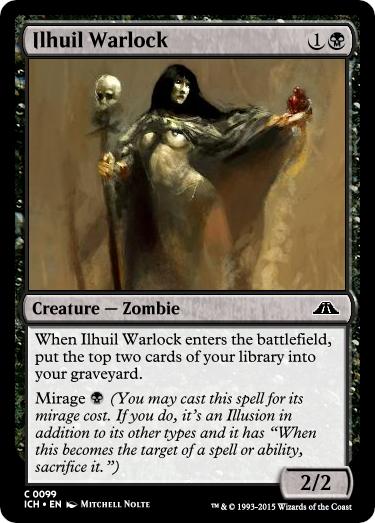 Ilhuil Warlock 1
Creature — Zombie
When Ilhuil Warlock enters the battlefield,
put the top two cards of your library into
your graveyard.
Mirage (You may cast this spell for its
mirage cost. If you do, it's an Illusion in
addition to its other types and it has “When
this becomes the target of a spell or ability,
sacrifice it.”)
2/2
C 0099
ICH • EN Mitchell Nolte
™ & © 1993-2015 Wizards of the Coast